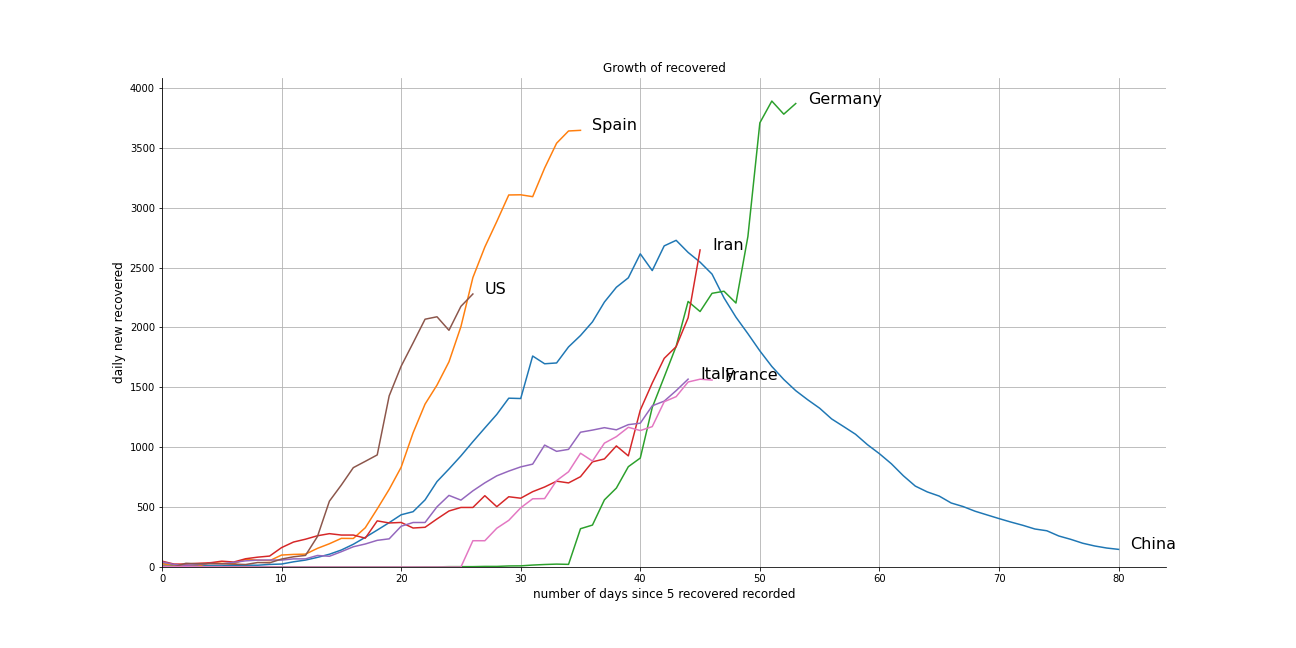 Growth of recovered
4000
3500
3000
2500
2000
1500
1000
500
0
daily new recovered
Germany
Spain
Iran
US
Italy
France
China
0 10 20 30 40 50 60 70 80
number of days since 5 recovered recorded